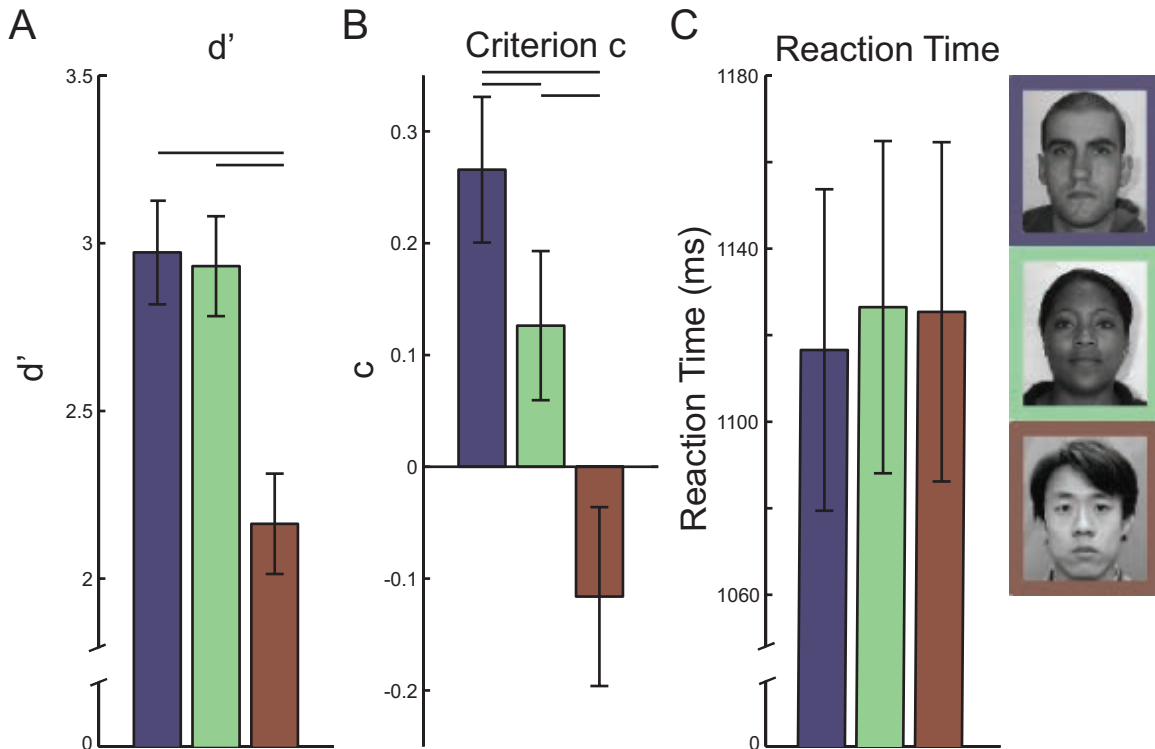 A
d’
3.5
3
2.5
2
0
d’
B
Criterion c
0.3
0.2
0.1
0
-0.1
-0.2
c
C
Reaction Time
1180
1140
1100
1060
0
Reaction Time (ms)